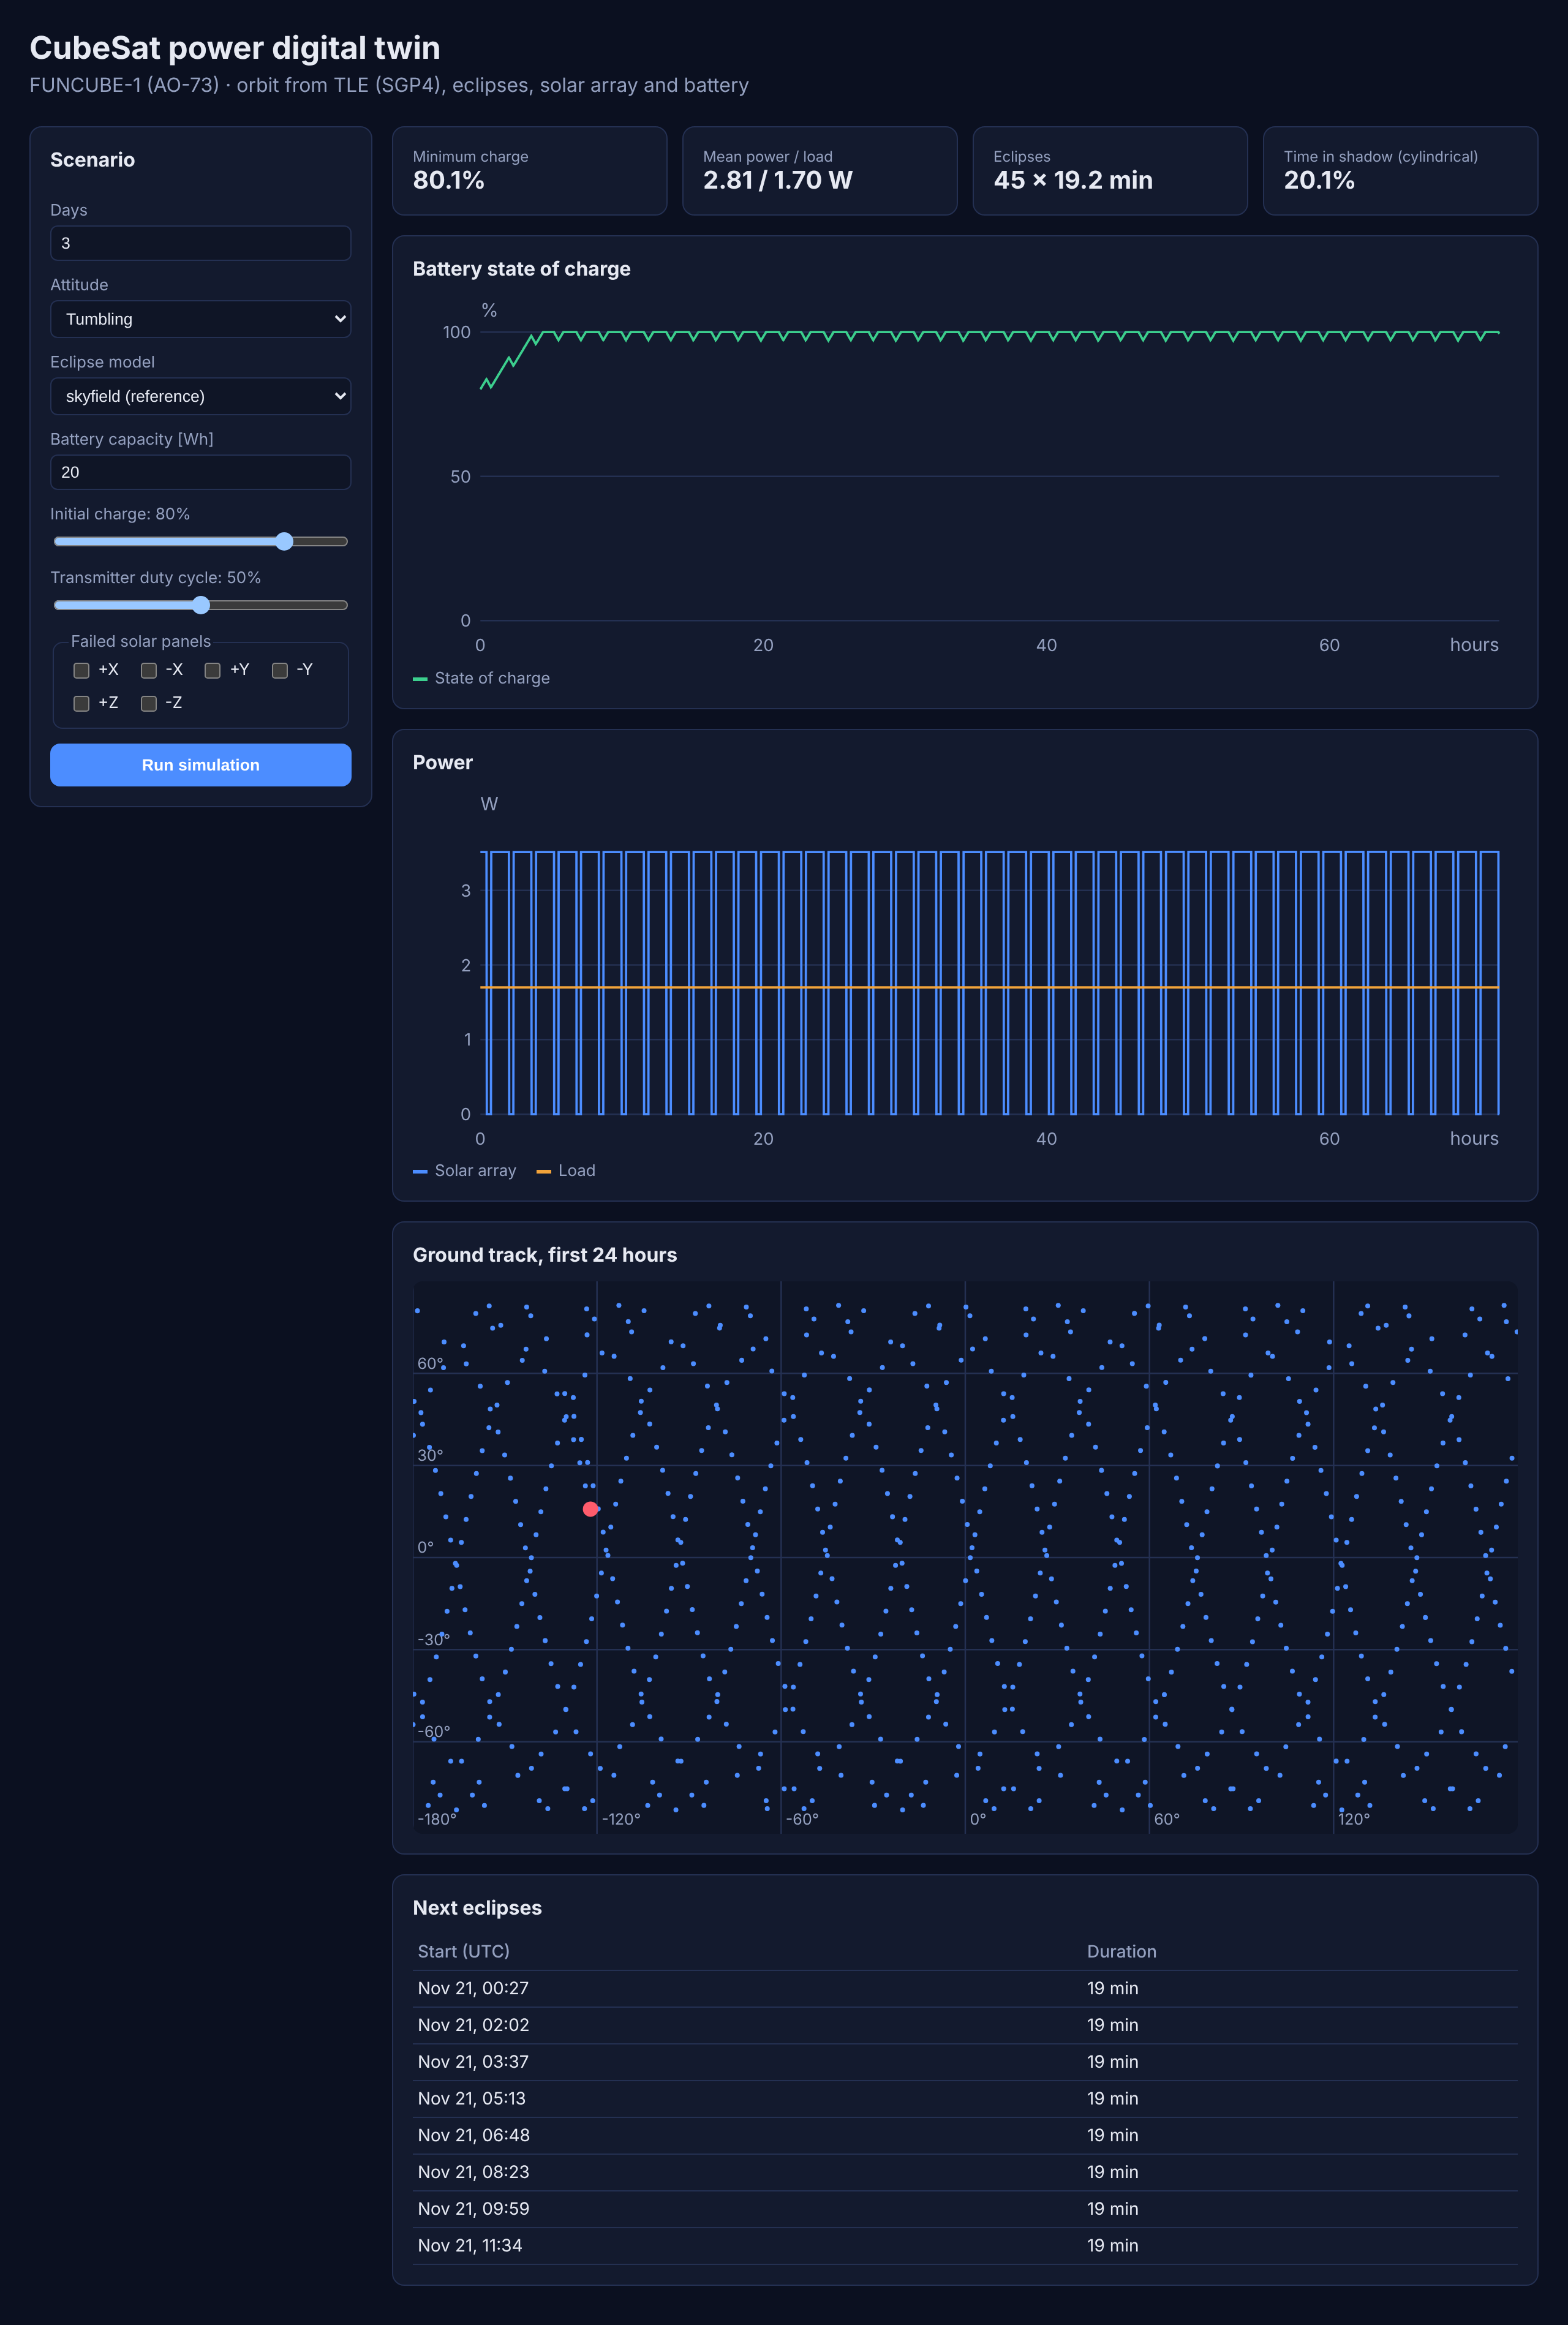 CubeSat power digital twin
FUNCUBE-1 (AO-73) · orbit from TLE (SGP4), eclipses, solar array and battery
Scenario
Days
3
Attitude
Tumbling
Eclipse model
skyfield (reference)
Battery capacity [Wh]
20
Initial charge: 80%
Transmitter duty cycle: 50%
Failed solar panels
+X -X +Y -Y
+Z -Z
Run simulation
Minimum charge
80.1%
Mean power / load
2.81 / 1.70 W
Eclipses
45 × 19.2 min
Time in shadow (cylindrical)
20.1%
Battery state of charge
%
100
50
0
0 20 40 60 hours
State of charge
Power
W
3
2
1
0
0 20 40 60 hours
Solar array Load
Ground track, first 24 hours
60°
30°
0°
-30°
-60°
-180° -120° -60° 0° 60° 120°
Next eclipses
Start (UTC) Duration
Nov 21, 00:27 19 min
Nov 21, 02:02 19 min
Nov 21, 03:37 19 min
Nov 21, 05:13 19 min
Nov 21, 06:48 19 min
Nov 21, 08:23 19 min
Nov 21, 09:59 19 min
Nov 21, 11:34 19 min